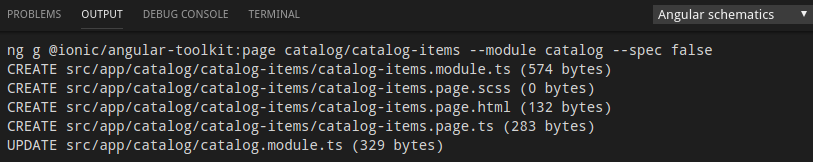 PROBLEMS OUTPUT DEBUG CONSOLE TERMINAL Angular schematics
ng g @ionic/angular-toolkit:page catalog/catalog-items --module catalog --spec false
CREATE src/app/catalog/catalog-items/catalog-items.module.ts (574 bytes)
CREATE src/app/catalog/catalog-items/catalog-items.page.scss (0 bytes)
CREATE src/app/catalog/catalog-items/catalog-items.page.html (132 bytes)
CREATE src/app/catalog/catalog-items/catalog-items.page.ts (283 bytes)
UPDATE src/app/catalog/catalog.module.ts (329 bytes)